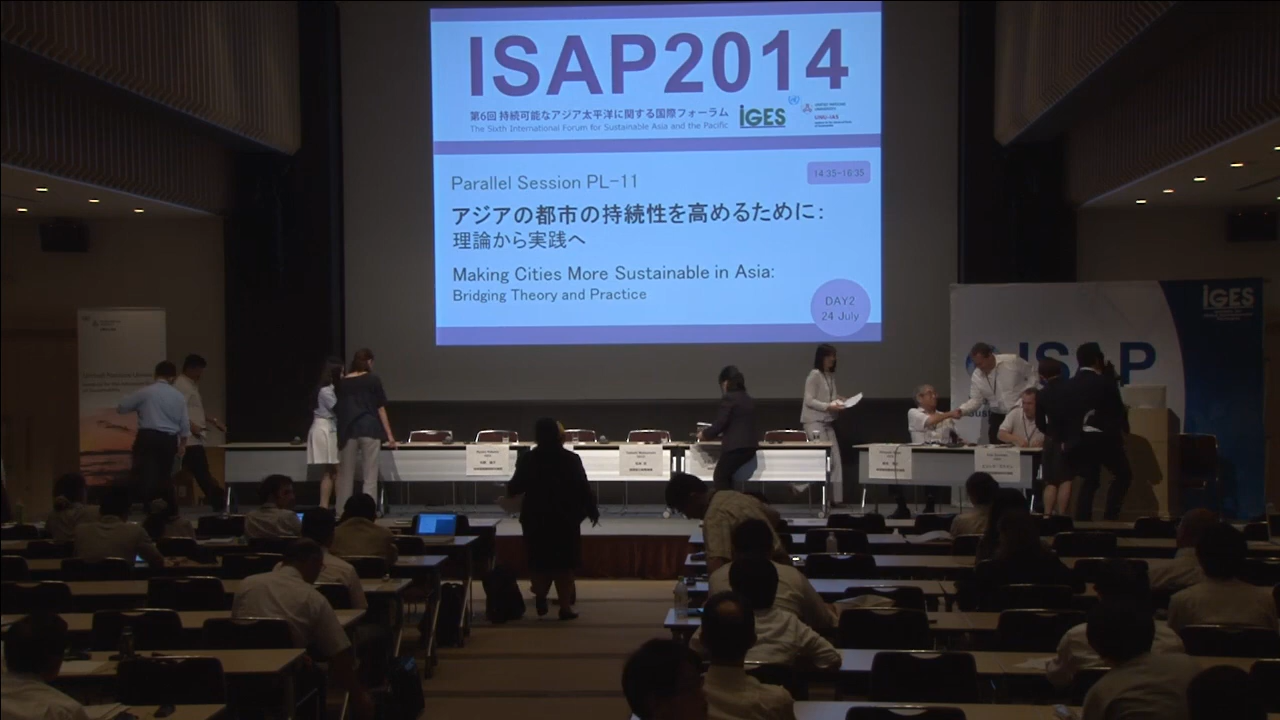 ISAP2014
第6回 持続可能なアジア太平洋に関する国際フォーラム
The Sixth International Forum for Sustainable Asia and the Pacific
IGES
UNU-IAS
Parallel Session PL-11
14:35-16:35
アジアの都市の持続性を高めるために:
理論から実践へ
Making Cities More Sustainable in Asia:
Bridging Theory and Practice
DAY2
24 July
IGES
ISAP